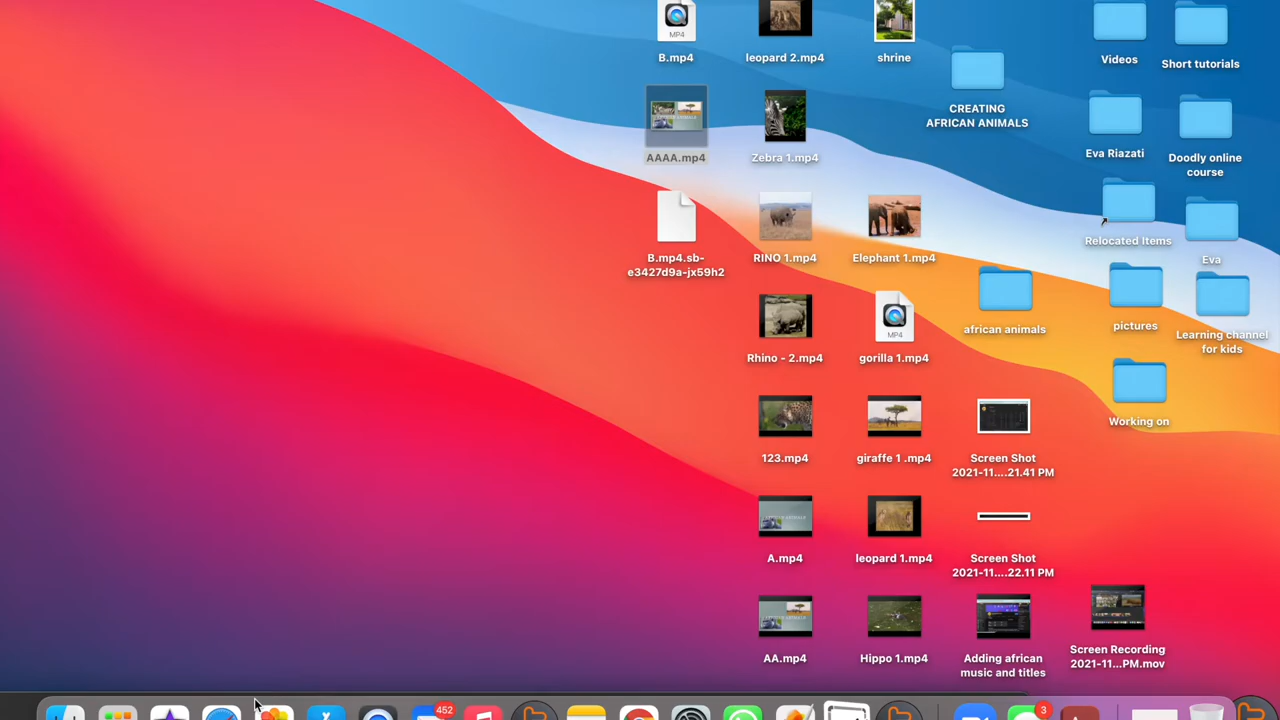 MP4
B.mp4
leopard 2.mp4
shrine
Videos
Short tutorials
AAAA.mp4
Zebra 1.mp4
CREATING
AFRICAN ANIMALS
Eva Riazati
Doodly online
course
B.mp4.sb-
e3427d9a-jx59h2
RINO 1.mp4
Elephant 1.mp4
Relocated Items
Eva
Rhino - 2.mp4
MP4
gorilla 1.mp4
african animals
pictures
Learning channel
for kids
123.mp4
giraffe 1 .mp4
Screen Shot
2021-11....21.41 PM
Working on
A.mp4
leopard 1.mp4
Screen Shot
2021-11....22.11 PM
AA.mp4
Hippo 1.mp4
Adding african
music and titles
Screen Recording
2021-11...PM.mov
452
3